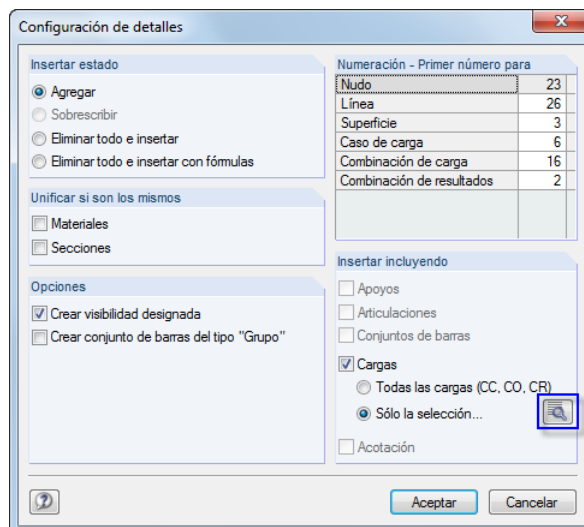 Configuración de detalles
Insertar estado
Agregar
Sobrescribir
Eliminar todo e insertar
Eliminar todo e insertar con fórmulas
Unificar si son los mismos
Materiales
Secciones
Opciones
Crear visibilidad designada
Crear conjunto de barras del tipo "Grupo"
Numeración - Primer número para
Nudo 23
Línea 26
Superficie 3
Caso de carga 6
Combinación de carga 16
Combinación de resultados 2
Insertar incluyendo
Apoyos
Articulaciones
Conjuntos de barras
Cargas
Todas las cargas (CC, CO, CR)
Sólo la selección...
Acotación
Aceptar Cancelar